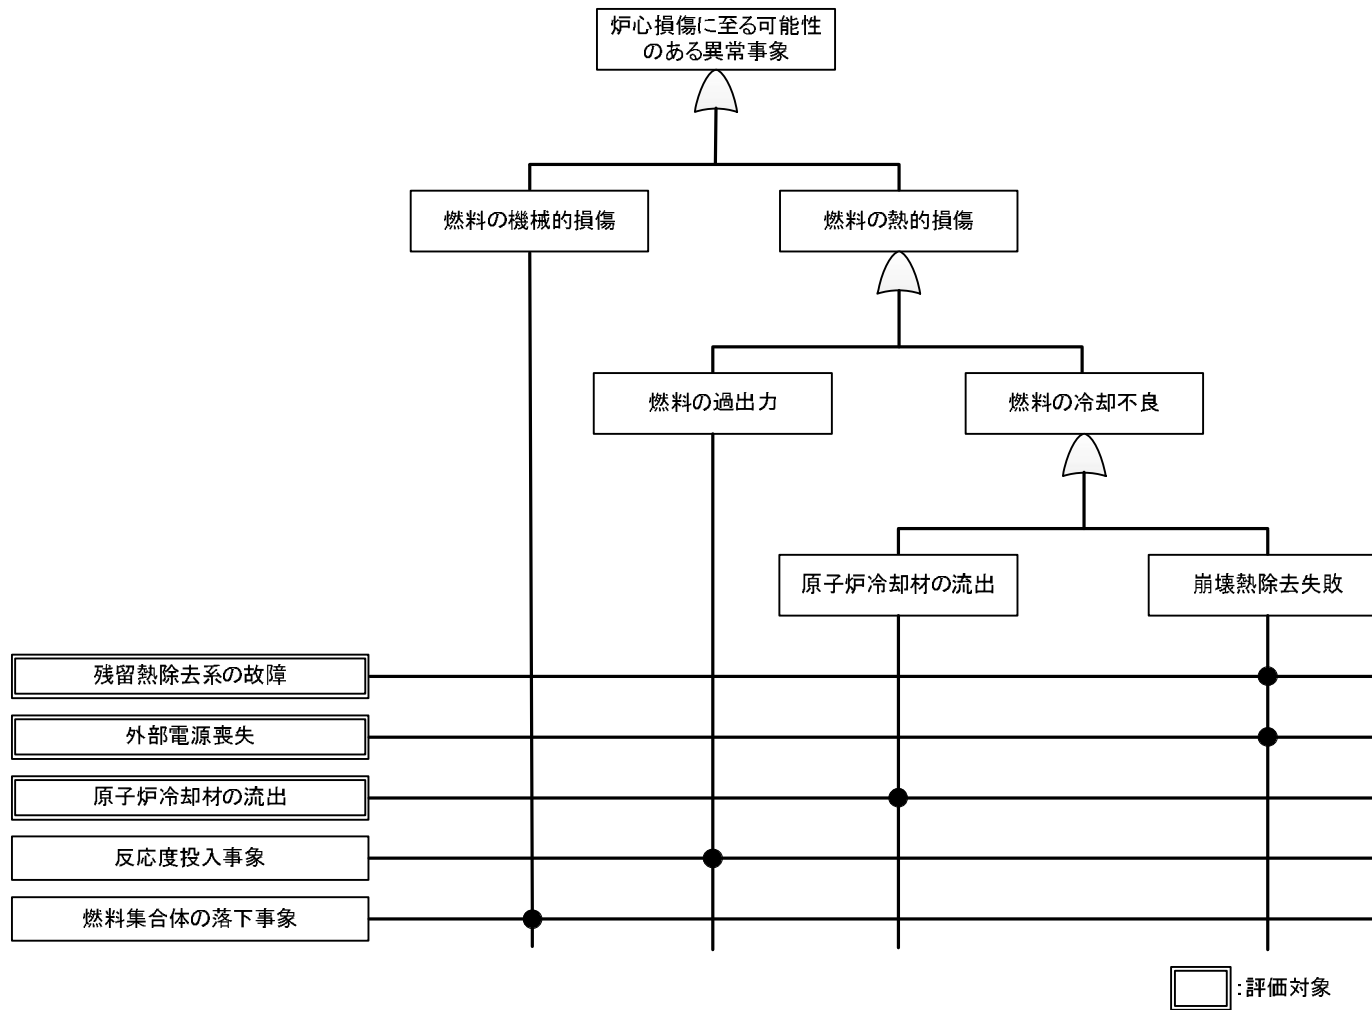 炉心損傷に至る可能性
のある異常事象
燃料の機械的損傷
燃料の熱的損傷
燃料の過出力
燃料の冷却不良
原子炉冷却材の流出
崩壊熱除去失敗
残留熱除去系の故障
外部電源喪失
原子炉冷却材の流出
反応度投入事象
燃料集合体の落下事象
:評価対象